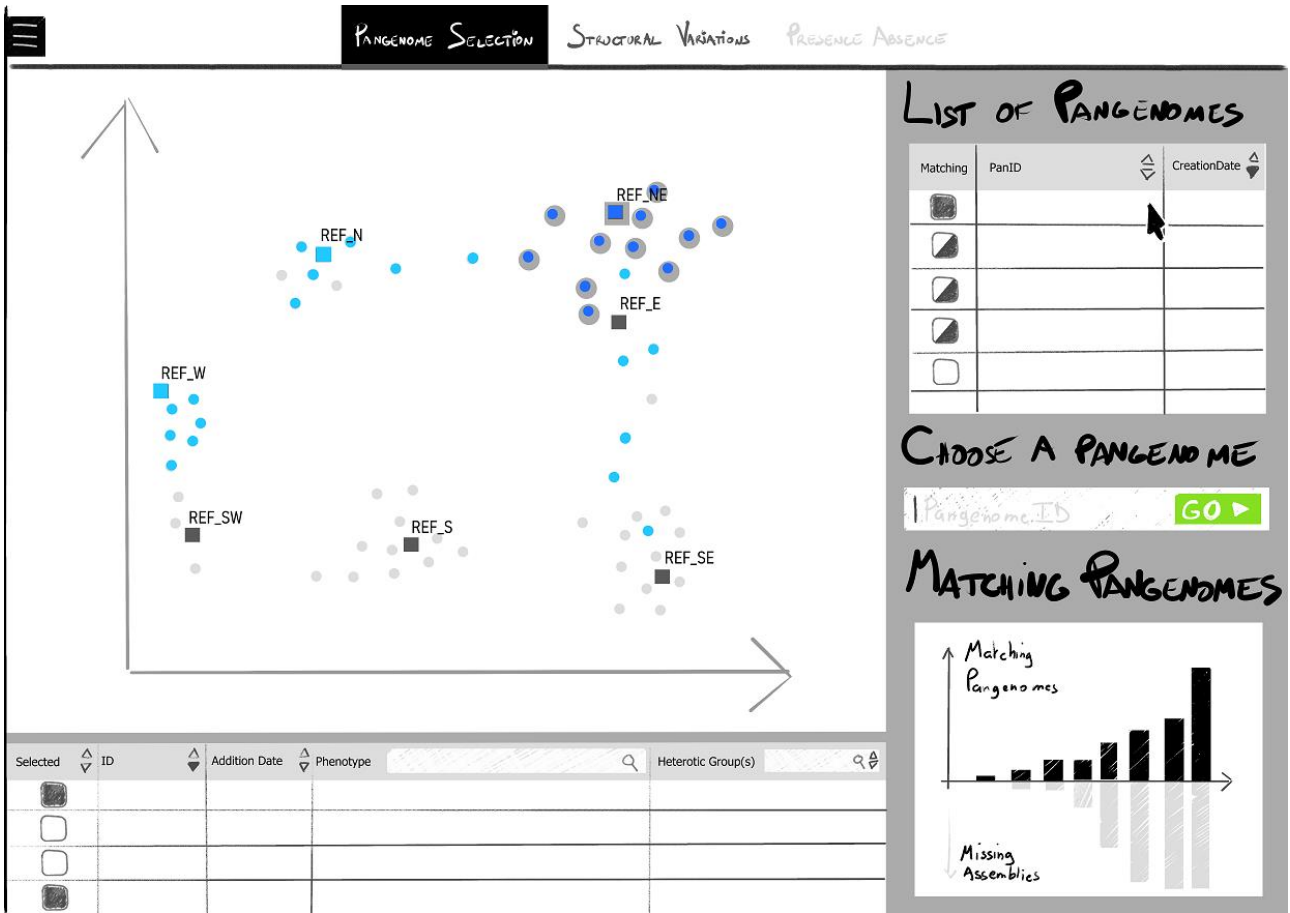 PANGENOME SELECTION
STRUCTURAL VARIATIONS
PRESENCE ABSENCE
REF_NE
REF_N
REF_E
REF_W
REF_SW
REF_S
REF_SE
Selected
ID
Addition Date
Phenotype
Heterotic Group(s)
LIST OF PANGENOMES
Matching
PanID
CreationDate
CHOOSE A PANGENOME
Pangenome ID
GO
MATCHING PANGENOMES
Matching
Pangenomes
Missing
Assemblies